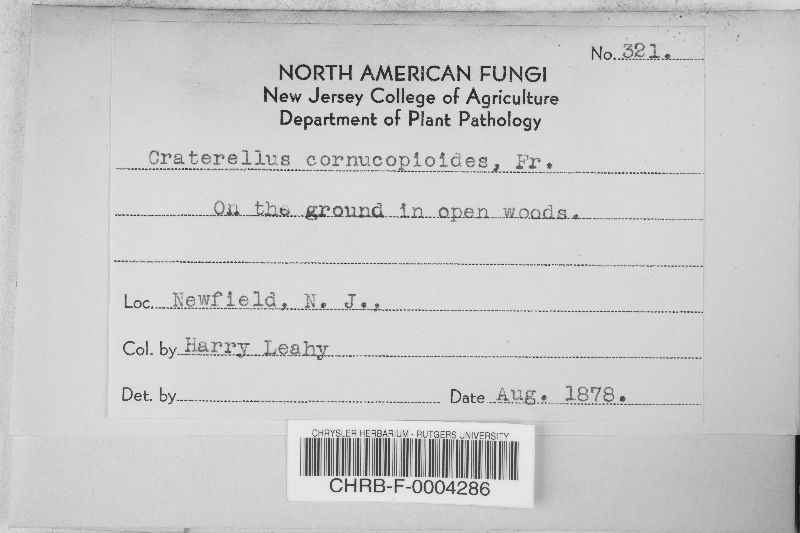 No. 321.
NORTH AMERICAN FUNGI
New Jersey College of Agriculture
Department of Plant Pathology
Craterellus cornucopioides, Fr.
On the ground in open woods.
Loc. Newfield, N. J.,
Col. by Harry Leahy
Det. by
Date Aug. 1878.
CHRYSLER HERBARIUM - RUTGERS UNIVERSITY
CHRB-F-0004286